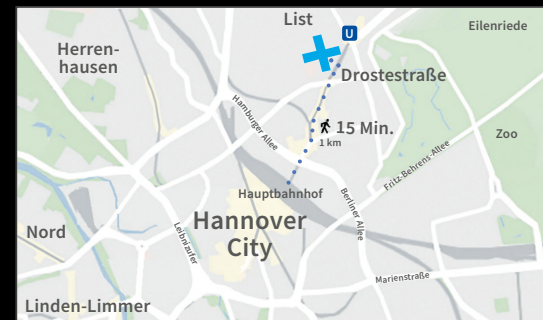 List
U
Eilenriede
Herren-
hausen
Drostestraße
Hamburger Allee
15 Min.
1 km
Zoo
Fritz-Behrens-Allee
Hauptbahnhof
Berliner Allee
Hannover
City
Leibnizufer
Nord
Marienstraße
Linden-Limmer